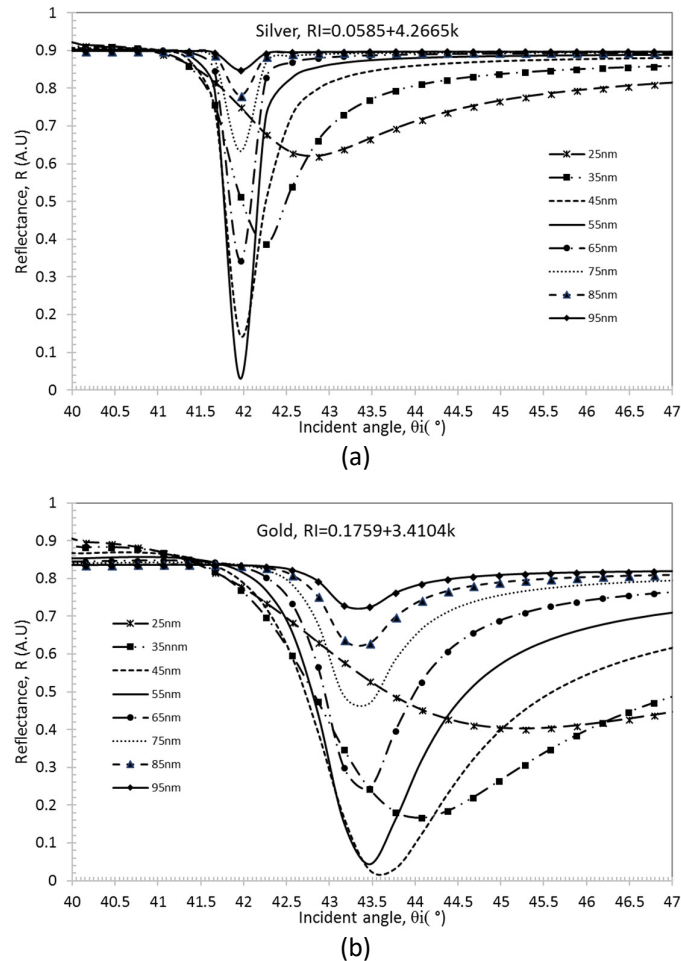 Silver, RI=0.0585+4.2665k
Reflectance, R (A.U)
1
0.9
0.8
0.7
0.6
0.5
0.4
0.3
0.2
0.1
0
25nm
35nm
45nm
55nm
65nm
75nm
85nm
95nm
40 40.5 41 41.5 42 42.5 43 43.5 44 44.5 45 45.5 46 46.5 47
Incident angle, θi( °)
(a)
Gold, RI=0.1759+3.4104k
Reflectance, R (A.U)
1
0.9
0.8
0.7
0.6
0.5
0.4
0.3
0.2
0.1
0
25nm
35nnm
45nm
55nm
65nm
75nm
85nm
95nm
40 40.5 41 41.5 42 42.5 43 43.5 44 44.5 45 45.5 46 46.5 47
Incident angle, θi( °)
(b)